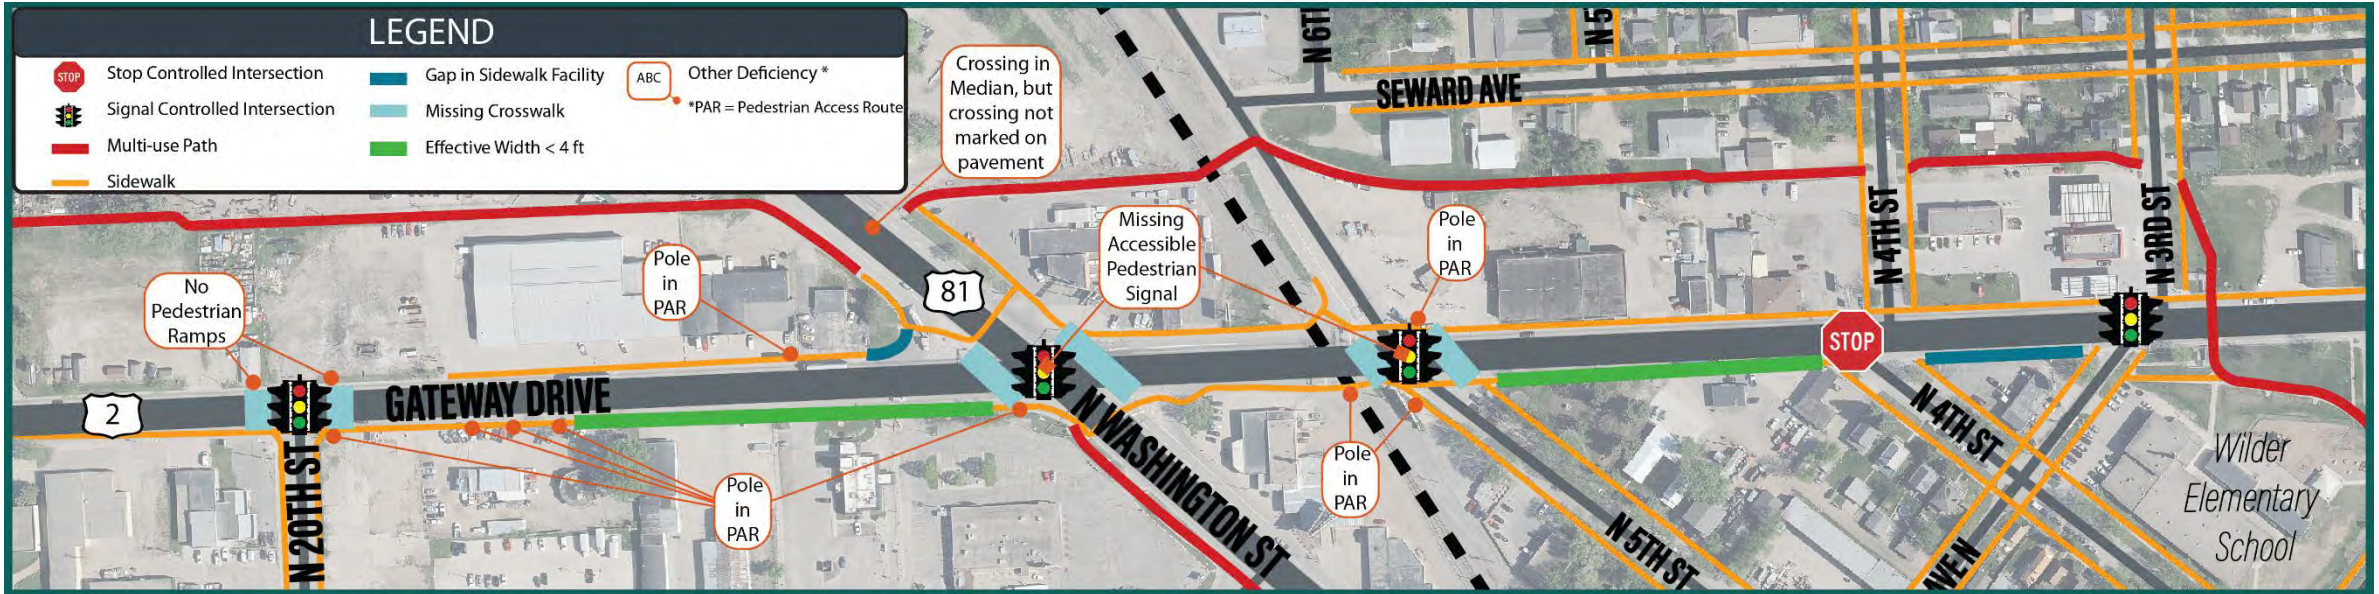 LEGEND
STOP
Stop Controlled Intersection
Signal Controlled Intersection
Multi-use Path
Sidewalk
Gap in Sidewalk Facility
Missing Crosswalk
Effective Width < 4 ft
ABC
Other Deficiency *
*PAR = Pedestrian Access Route
Crossing in
Median, but
crossing not
marked on
pavement
N 6T
N 5
SEWARD AVE
Missing
Accessible
Pedestrian
Signal
Pole
in
PAR
N 4TH ST
N 3RD ST
No
Pedestrian
Ramps
Pole
in
PAR
81
2
GATEWAY DRIVE
STOP
N 20TH ST
Pole
in
PAR
N WASHINGTON ST
Pole
in
PAR
N 5TH ST
N 4TH ST
AVEN
Wilder
Elementary
School